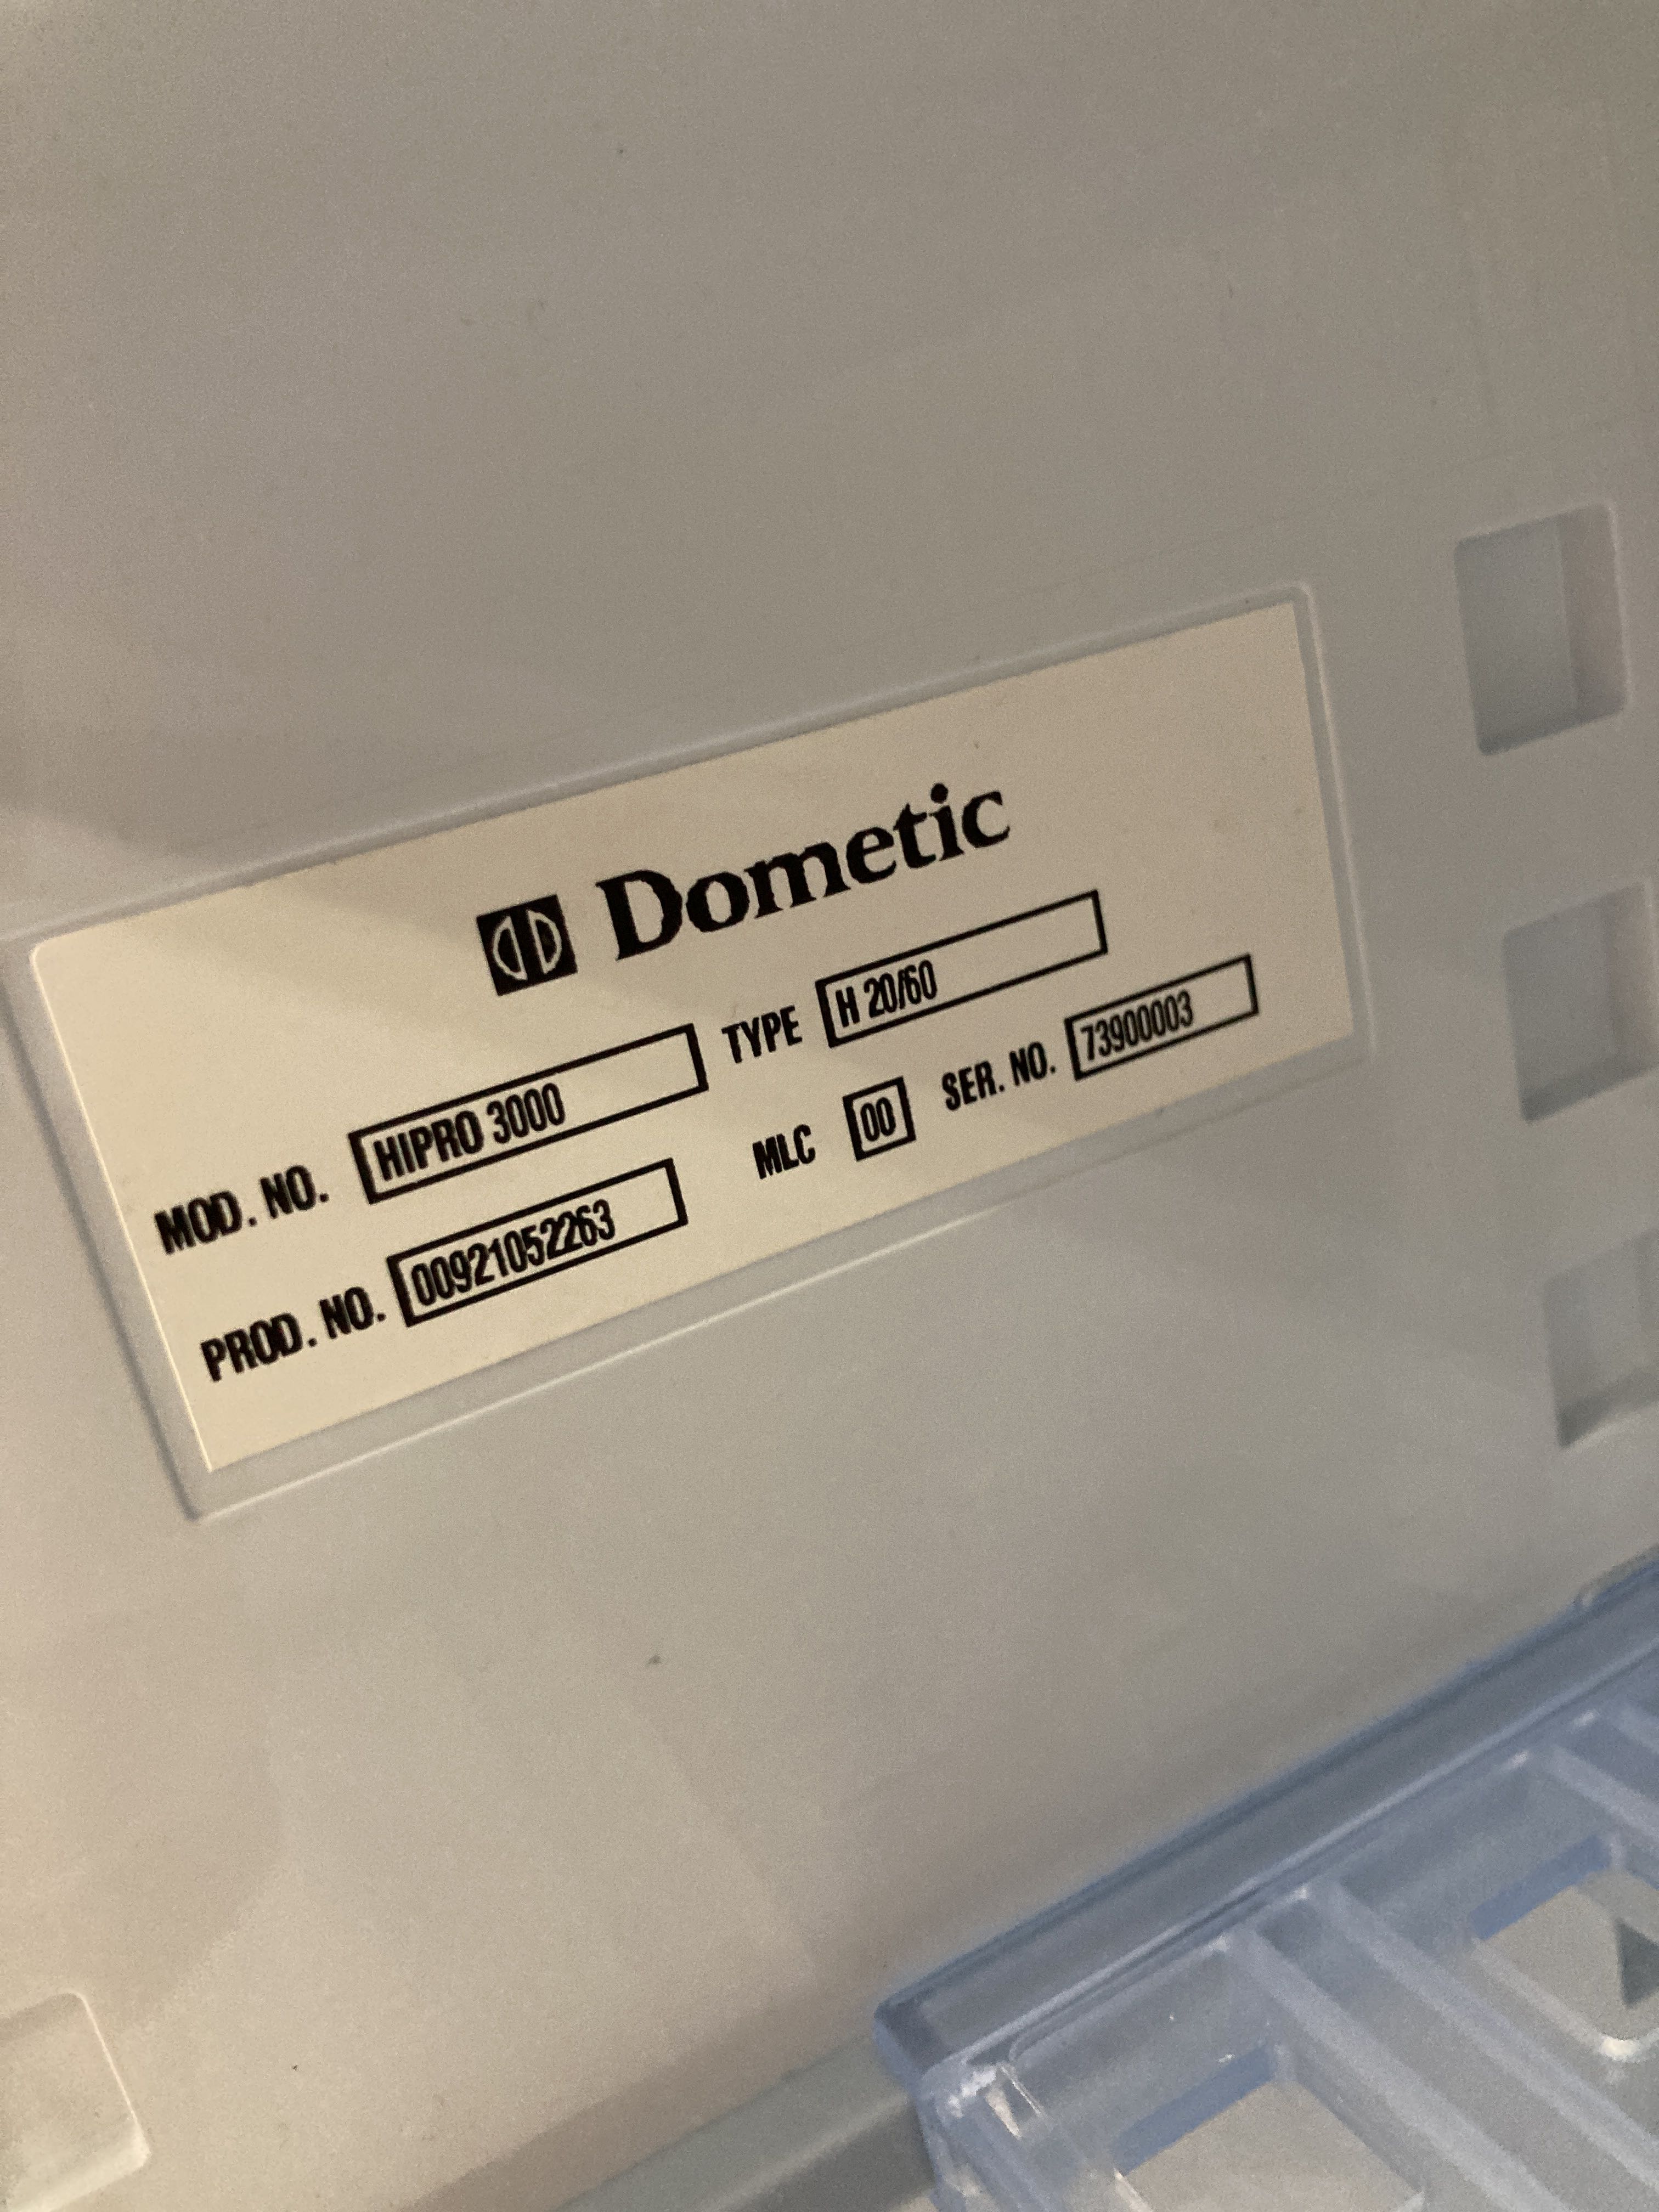 Dometic
MOD. NO. HIPRO 3000 TYPE H 20/60
PROD. NO. 00921052263 MLC 00 SER. NO. 73900003